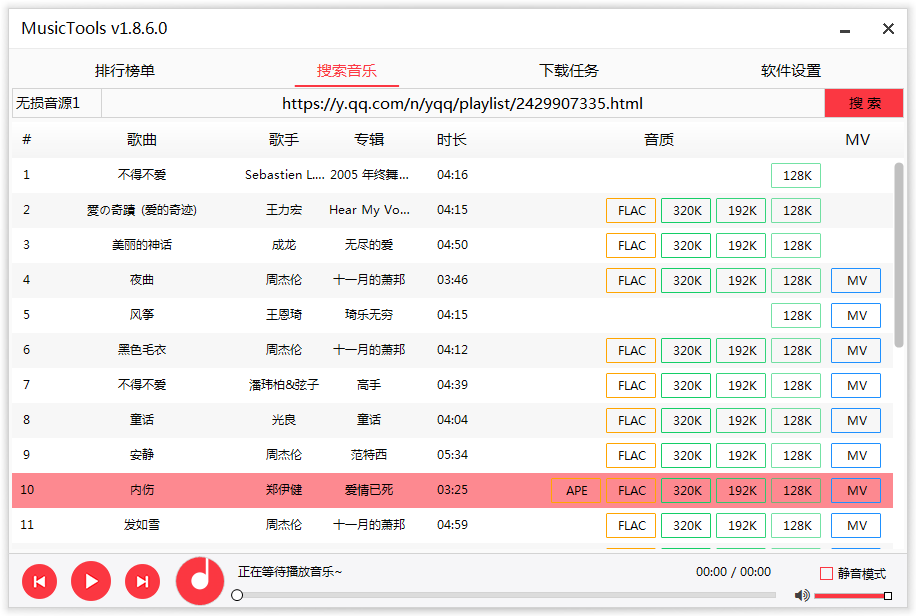 MusicTools v1.8.6.0
排行榜单 搜索音乐 下载任务 软件设置
无损音源1 https://y.qq.com/n/yqq/playlist/2429907335.html 搜 索
# 歌曲 歌手 专辑 时长 音质 MV
1 不得不爱 Sebastien L... 2005 年终舞... 04:16 128K
2 愛の奇蹟 (爱的奇迹) 王力宏 Hear My Vo... 04:15 FLAC 320K 192K 128K
3 美丽的神话 成龙 无尽的爱 04:50 FLAC 320K 192K 128K
4 夜曲 周杰伦 十一月的萧邦 03:46 FLAC 320K 192K 128K MV
5 风筝 王恩琦 琦乐无穷 04:15 128K MV
6 黑色毛衣 周杰伦 十一月的萧邦 04:12 FLAC 320K 192K 128K MV
7 不得不爱 潘玮柏&弦子 高手 04:39 FLAC 320K 192K 128K MV
8 童话 光良 童话 04:04 FLAC 320K 192K 128K MV
9 安静 周杰伦 范特西 05:34 FLAC 320K 192K 128K MV
10 内伤 郑伊健 爱情已死 03:25 APE FLAC 320K 192K 128K MV
11 发如雪 周杰伦 十一月的萧邦 04:59 FLAC 320K 192K 128K MV
正在等待播放音乐~ 00:00 / 00:00 静音模式